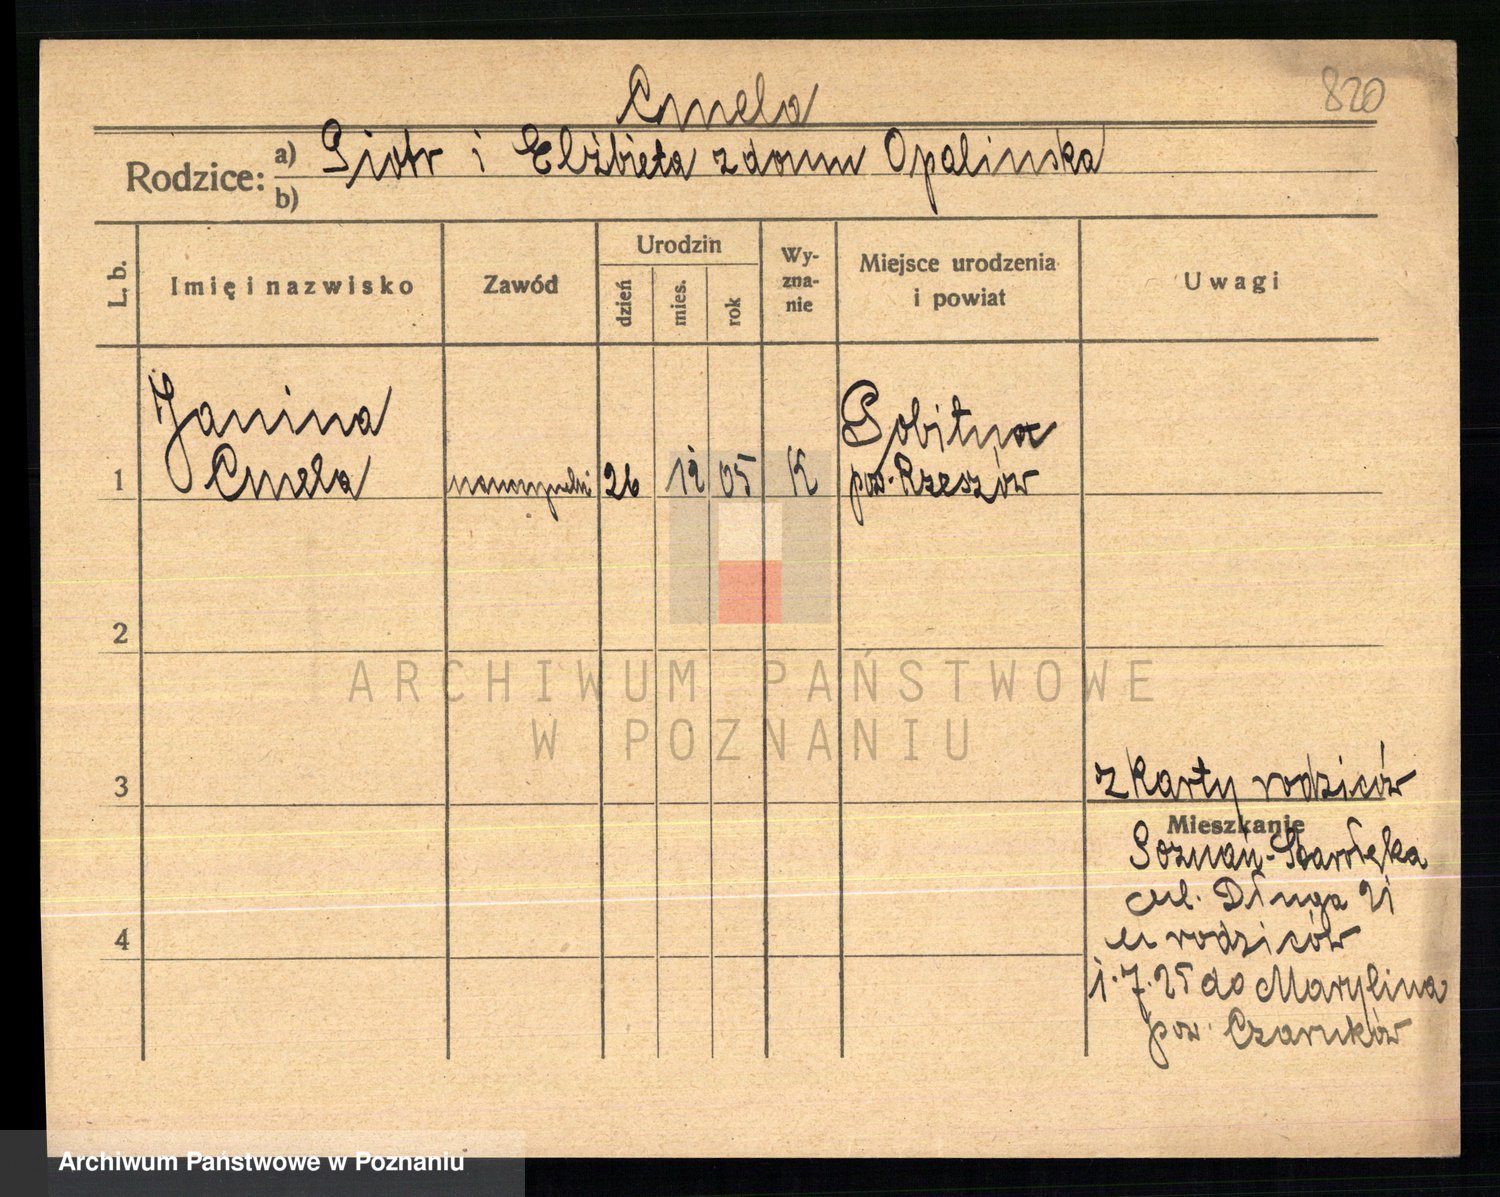 820
Cmela
Rodzice: a) Piotr i Elżbieta z domu Opalinska
b)
L. b.
Imię i nazwisko
Zawód
Urodzin
dzień
mies.
rok
Wy-
zna-
nie
Miejsce urodzenia
i powiat
Uwagi
Janina
Pobitna
1 Cmela 26 12 05 K pow. Rzeszów
2
ARCHIWUM PAŃSTWOWE
W POZNANIU
3
z karty rodziców
Mieszkanie
Poznań-Starołęka
ul. Długa 21
u rodziców
4
1.7.25 do Marylina
pow. Czarnków
Archiwum Państwowe w Poznaniu